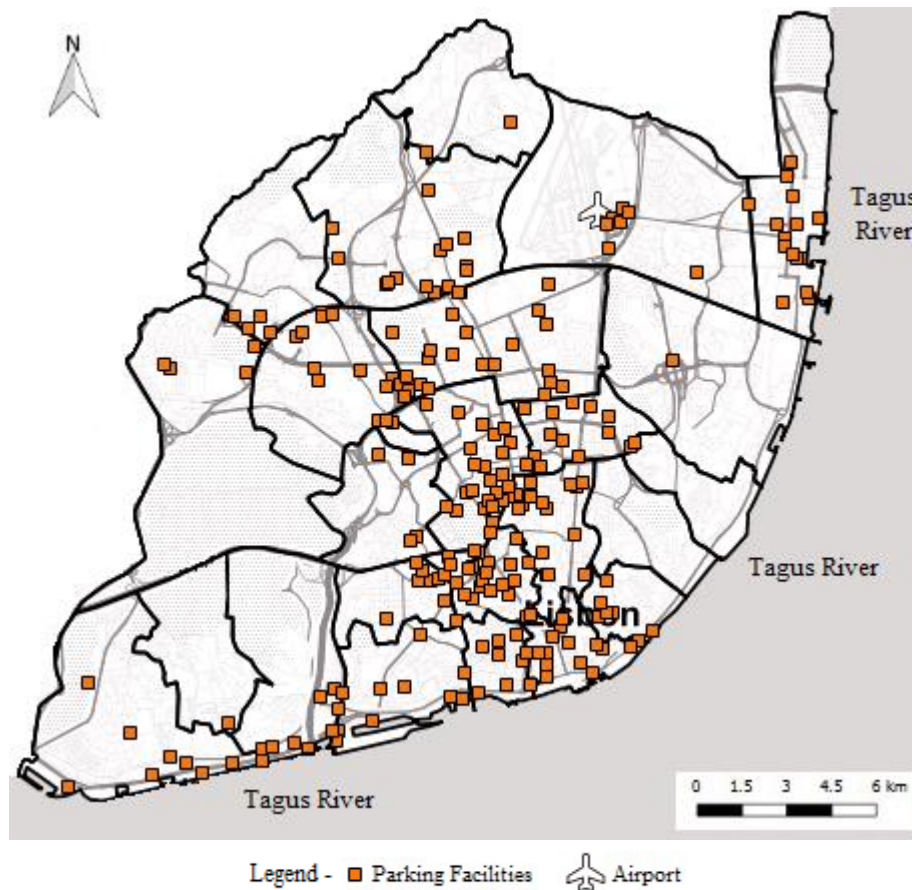 N
Tagus
River
Tagus River
Lisbon
Tagus River
0 1.5 3 4.5 6 km
Legend - Parking Facilities Airport